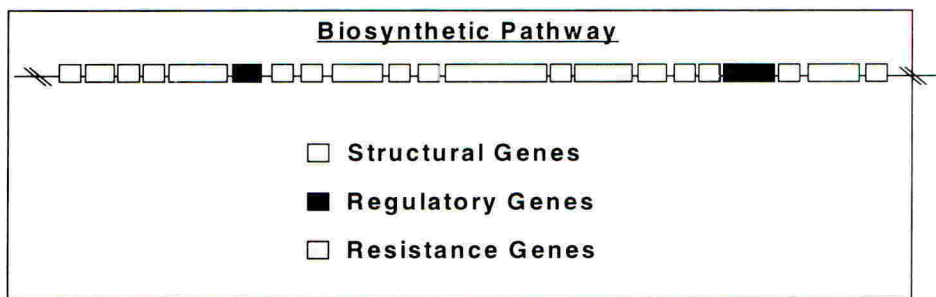 Biosynthetic Pathway
Structural Genes
Regulatory Genes
Resistance Genes